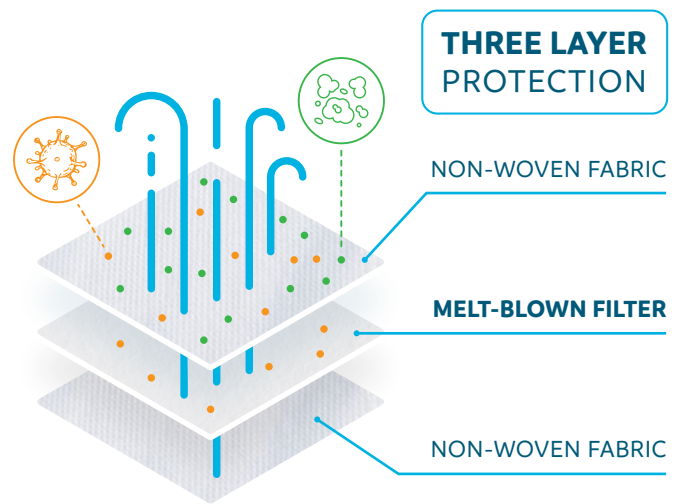 THREE LAYER
PROTECTION
NON-WOVEN FABRIC
MELT-BLOWN FILTER
NON-WOVEN FABRIC